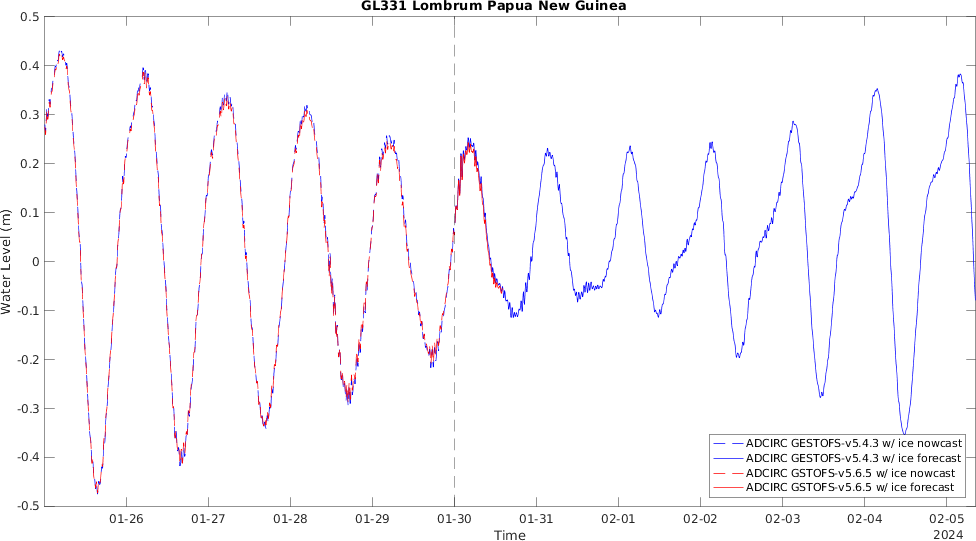 GL331 Lombrum Papua New Guinea
0.5
0.4
0.3
0.2
0.1
0
-0.1
-0.2
-0.3
-0.4
-0.5
Water Level (m)
ADCIRC GESTOFS-v5.4.3 w/ ice nowcast
ADCIRC GESTOFS-v5.4.3 w/ ice forecast
ADCIRC GSTOFS-v5.6.5 w/ ice nowcast
ADCIRC GSTOFS-v5.6.5 w/ ice forecast
01-26 01-27 01-28 01-29 01-30 01-31 02-01 02-02 02-03 02-04 02-05
Time
2024